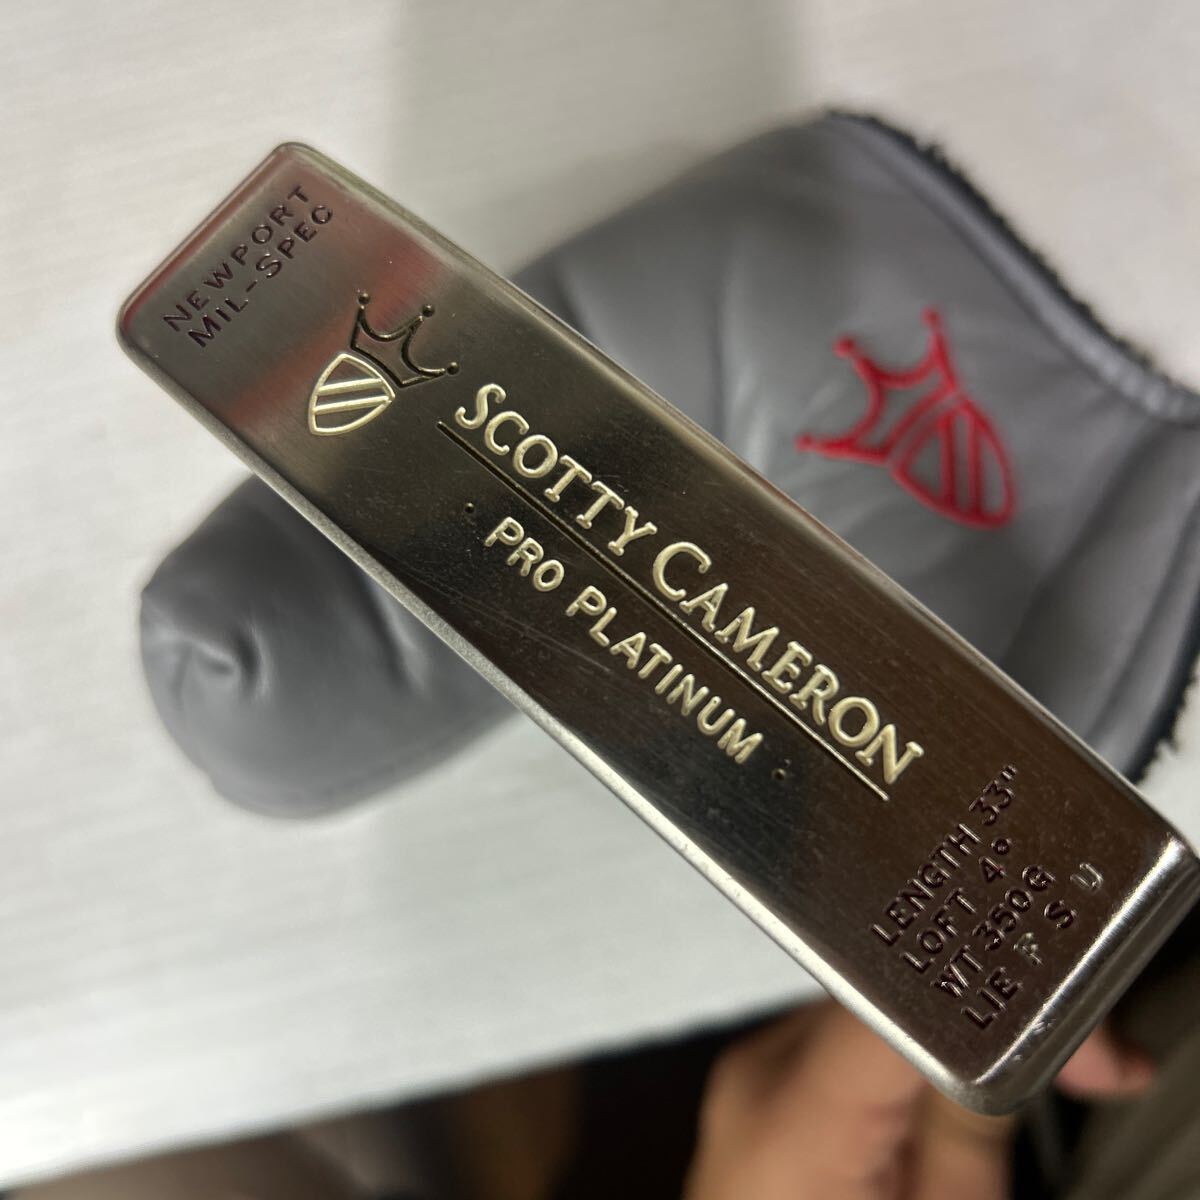 NEWPORT
MIL-SPEC
SCOTTY CAMERON
· PRO PLATINUM ·
LENGTH 33"
LOFT 4°
WT 350G
LIE F S U